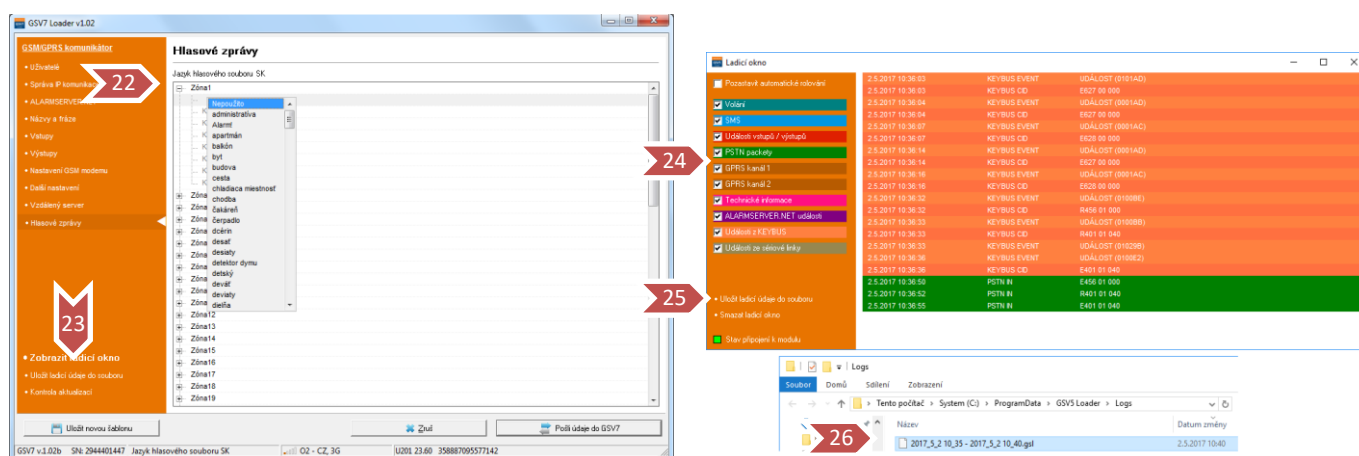 GSV7 Loader v1.02
GSM/GPRS komunikátor
• Uživatelé
• Správa IP komunikace
• ALARMSERVER.NET
• Názvy a fráze
• Vstupy
• Výstupy
• Nastavení GSM modemu
• Další nastavení
• Vzdálený server
• Hlasové zprávy
• Zobrazit ladicí okno
• Uložit ladicí údaje do souboru
• Kontrola aktualizací
22
23
Hlasové zprávy
Jazyk hlasového souboru SK
Zóna1
Nepoužito
administratíva
Alarm!
apartmán
balkón
byt
budova
cesta
chladiaca miestnosť
chodba
čakáreň
čerpadlo
dcérin
desať
desiaty
detektor dymu
detský
deväť
deviaty
dielňa
Zóna12
Zóna13
Zóna14
Zóna15
Zóna16
Zóna17
Zóna18
Zóna19
Uložit novou šablonu
Zruš
Pošli údaje do GSV7
GSV7 v.1.02b SN: 2944401447 Jazyk hlasového souboru SK
O2 - CZ, 3G
U201 23.60 358887095577142
Ladicí okno
Pozastavit automatické rolování
Volání
SMS
Události vstupů / výstupů
PSTN packety
GPRS kanál 1
GPRS kanál 2
Technické informace
ALARMSERVER.NET události
Události z KEYBUS
Události ze sériové linky
• Uložit ladicí údaje do souboru
• Smazat ladicí okno
Stav připojení k modulu
24
25
2.5.2017 10:36:03 KEYBUS EVENT UDÁLOST (0101AD)
2.5.2017 10:36:03 KEYBUS CID E627 00 000
2.5.2017 10:36:04 KEYBUS EVENT UDÁLOST (0001AD)
2.5.2017 10:36:04 KEYBUS CID E627 00 000
2.5.2017 10:36:07 KEYBUS EVENT UDÁLOST (0101AC)
2.5.2017 10:36:07 KEYBUS CID E628 00 000
2.5.2017 10:36:14 KEYBUS EVENT UDÁLOST (0001AD)
2.5.2017 10:36:14 KEYBUS CID E627 00 000
2.5.2017 10:36:16 KEYBUS EVENT UDÁLOST (0001AC)
2.5.2017 10:36:16 KEYBUS CID E628 00 000
2.5.2017 10:36:32 KEYBUS EVENT UDÁLOST (0100BE)
2.5.2017 10:36:32 KEYBUS CID R456 01 000
2.5.2017 10:36:33 KEYBUS EVENT UDÁLOST (0100BB)
2.5.2017 10:36:33 KEYBUS CID R401 01 040
2.5.2017 10:36:33 KEYBUS EVENT UDÁLOST (01029B)
2.5.2017 10:36:36 KEYBUS EVENT UDÁLOST (0100E2)
2.5.2017 10:36:36 KEYBUS CID E401 01 040
2.5.2017 10:36:50 PSTN IN E456 01 000
2.5.2017 10:36:52 PSTN IN R401 01 040
2.5.2017 10:36:55 PSTN IN E401 01 040
Logs
Soubor Domů Sdílení Zobrazení
Tento počítač > System (C:) > ProgramData > GSV5 Loader > Logs
Název Datum změny
26
2017_5_2 10_35 - 2017_5_2 10_40.gsl 2.5.2017 10:40